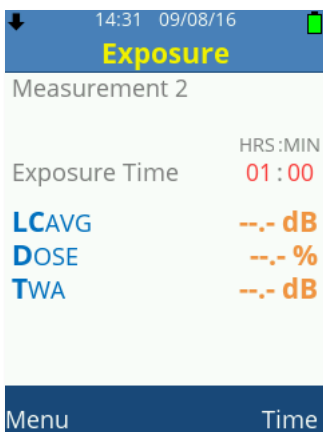 14:31 09/08/16
Exposure
Measurement 2
HRS:MIN
Exposure Time 01:00
LCAVG --.- dB
DOSE --.- %
TWA --.- dB
Menu Time